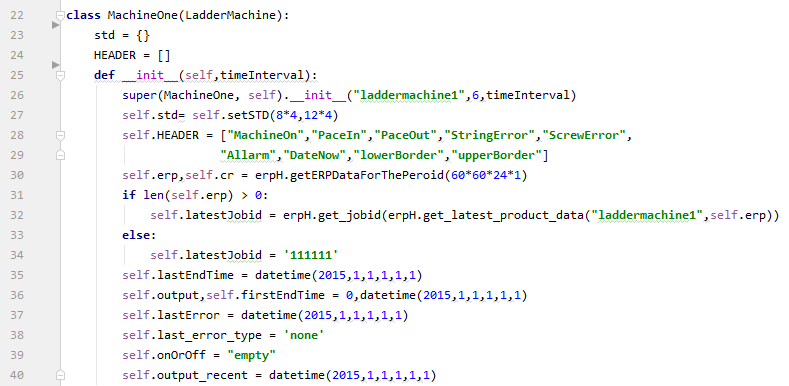 22 class MachineOne(LadderMachine):
23     std = {}
24     HEADER = []
25     def __init__(self,timeInterval):
26         super(MachineOne, self).__init__("laddermachine1",6,timeInterval)
27         self.std= self.setSTD(8*4,12*4)
28         self.HEADER = ["MachineOn","PaceIn","PaceOut","StringError","ScrewError",
29                        "Allarm","DateNow","lowerBorder","upperBorder"]
30         self.erp,self.cr = erpH.getERPDataForThePeroid(60*60*24*1)
31         if len(self.erp) > 0:
32             self.latestJobid = erpH.get_jobid(erpH.get_latest_product_data("laddermachine1",self.erp))
33         else:
34             self.latestJobid = '111111'
35         self.lastEndTime = datetime(2015,1,1,1,1,1)
36         self.output,self.firstEndTime = 0,datetime(2015,1,1,1,1,1)
37         self.lastError = datetime(2015,1,1,1,1,1)
38         self.last_error_type = 'none'
39         self.onOrOff = "empty"
40         self.output_recent = datetime(2015,1,1,1,1,1)